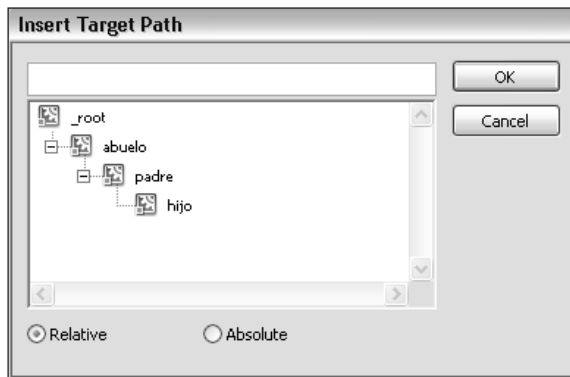 Insert Target Path
OK
_root
Cancel
abuelo
padre
hijo
Relative
Absolute